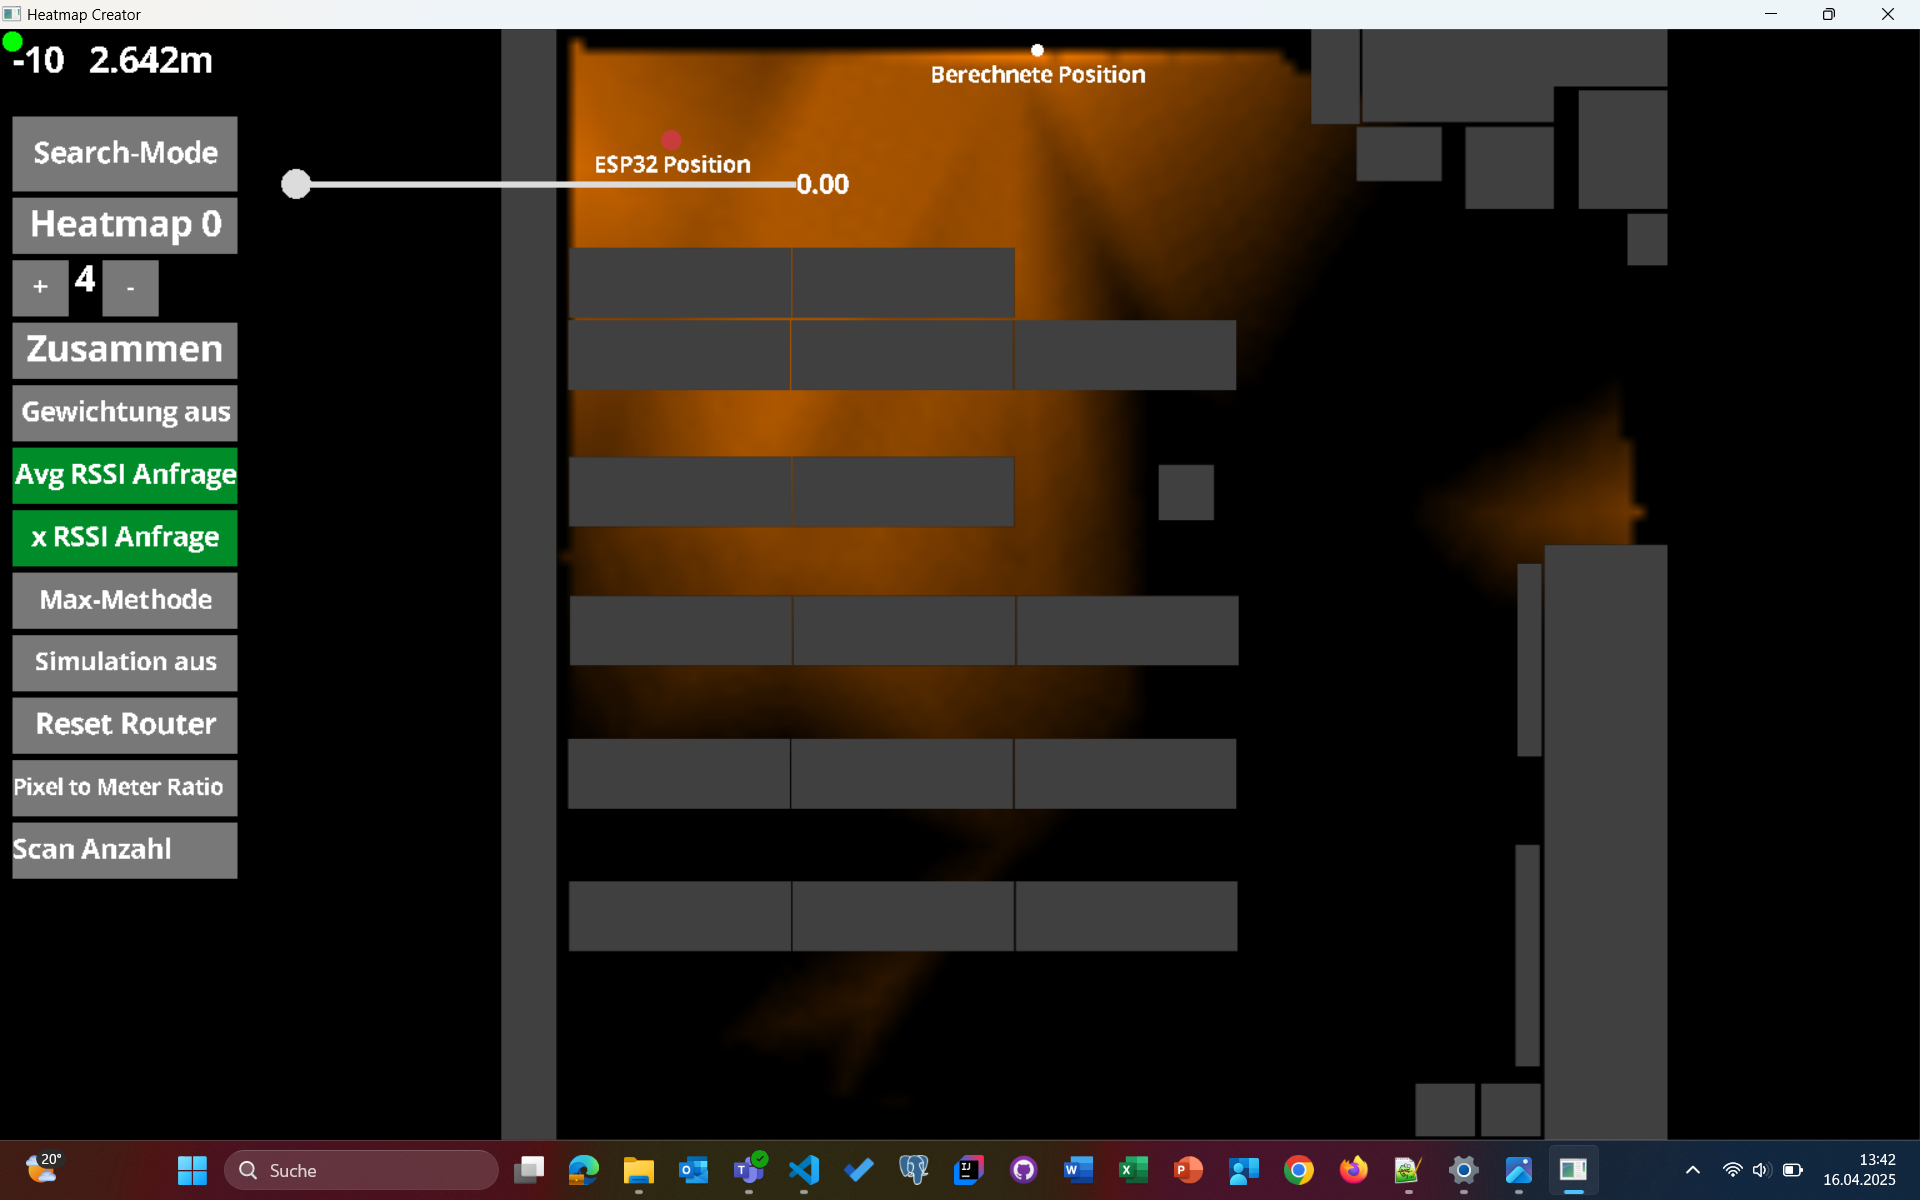 Heatmap Creator
-10 2.642m
Berechnete Position
Search-Mode
ESP32 Position
0.00
Heatmap 0
+ 4 -
Zusammen
Gewichtung aus
Avg RSSI Anfrage
x RSSI Anfrage
Max-Methode
Simulation aus
Reset Router
Pixel to Meter Ratio
Scan Anzahl
20°
Suche
13:42
16.04.2025